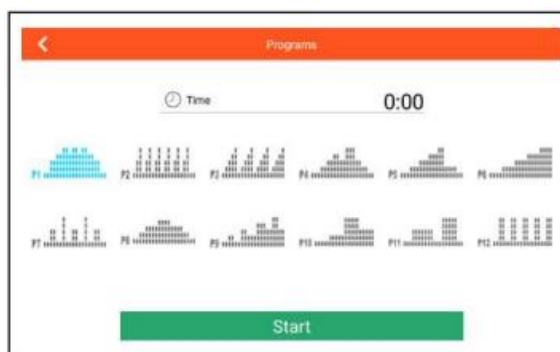 Programs
Time 0:00
P1 P2 P3 P4 P5 P6
P7 P8 P9 P10 P11 P12
Start